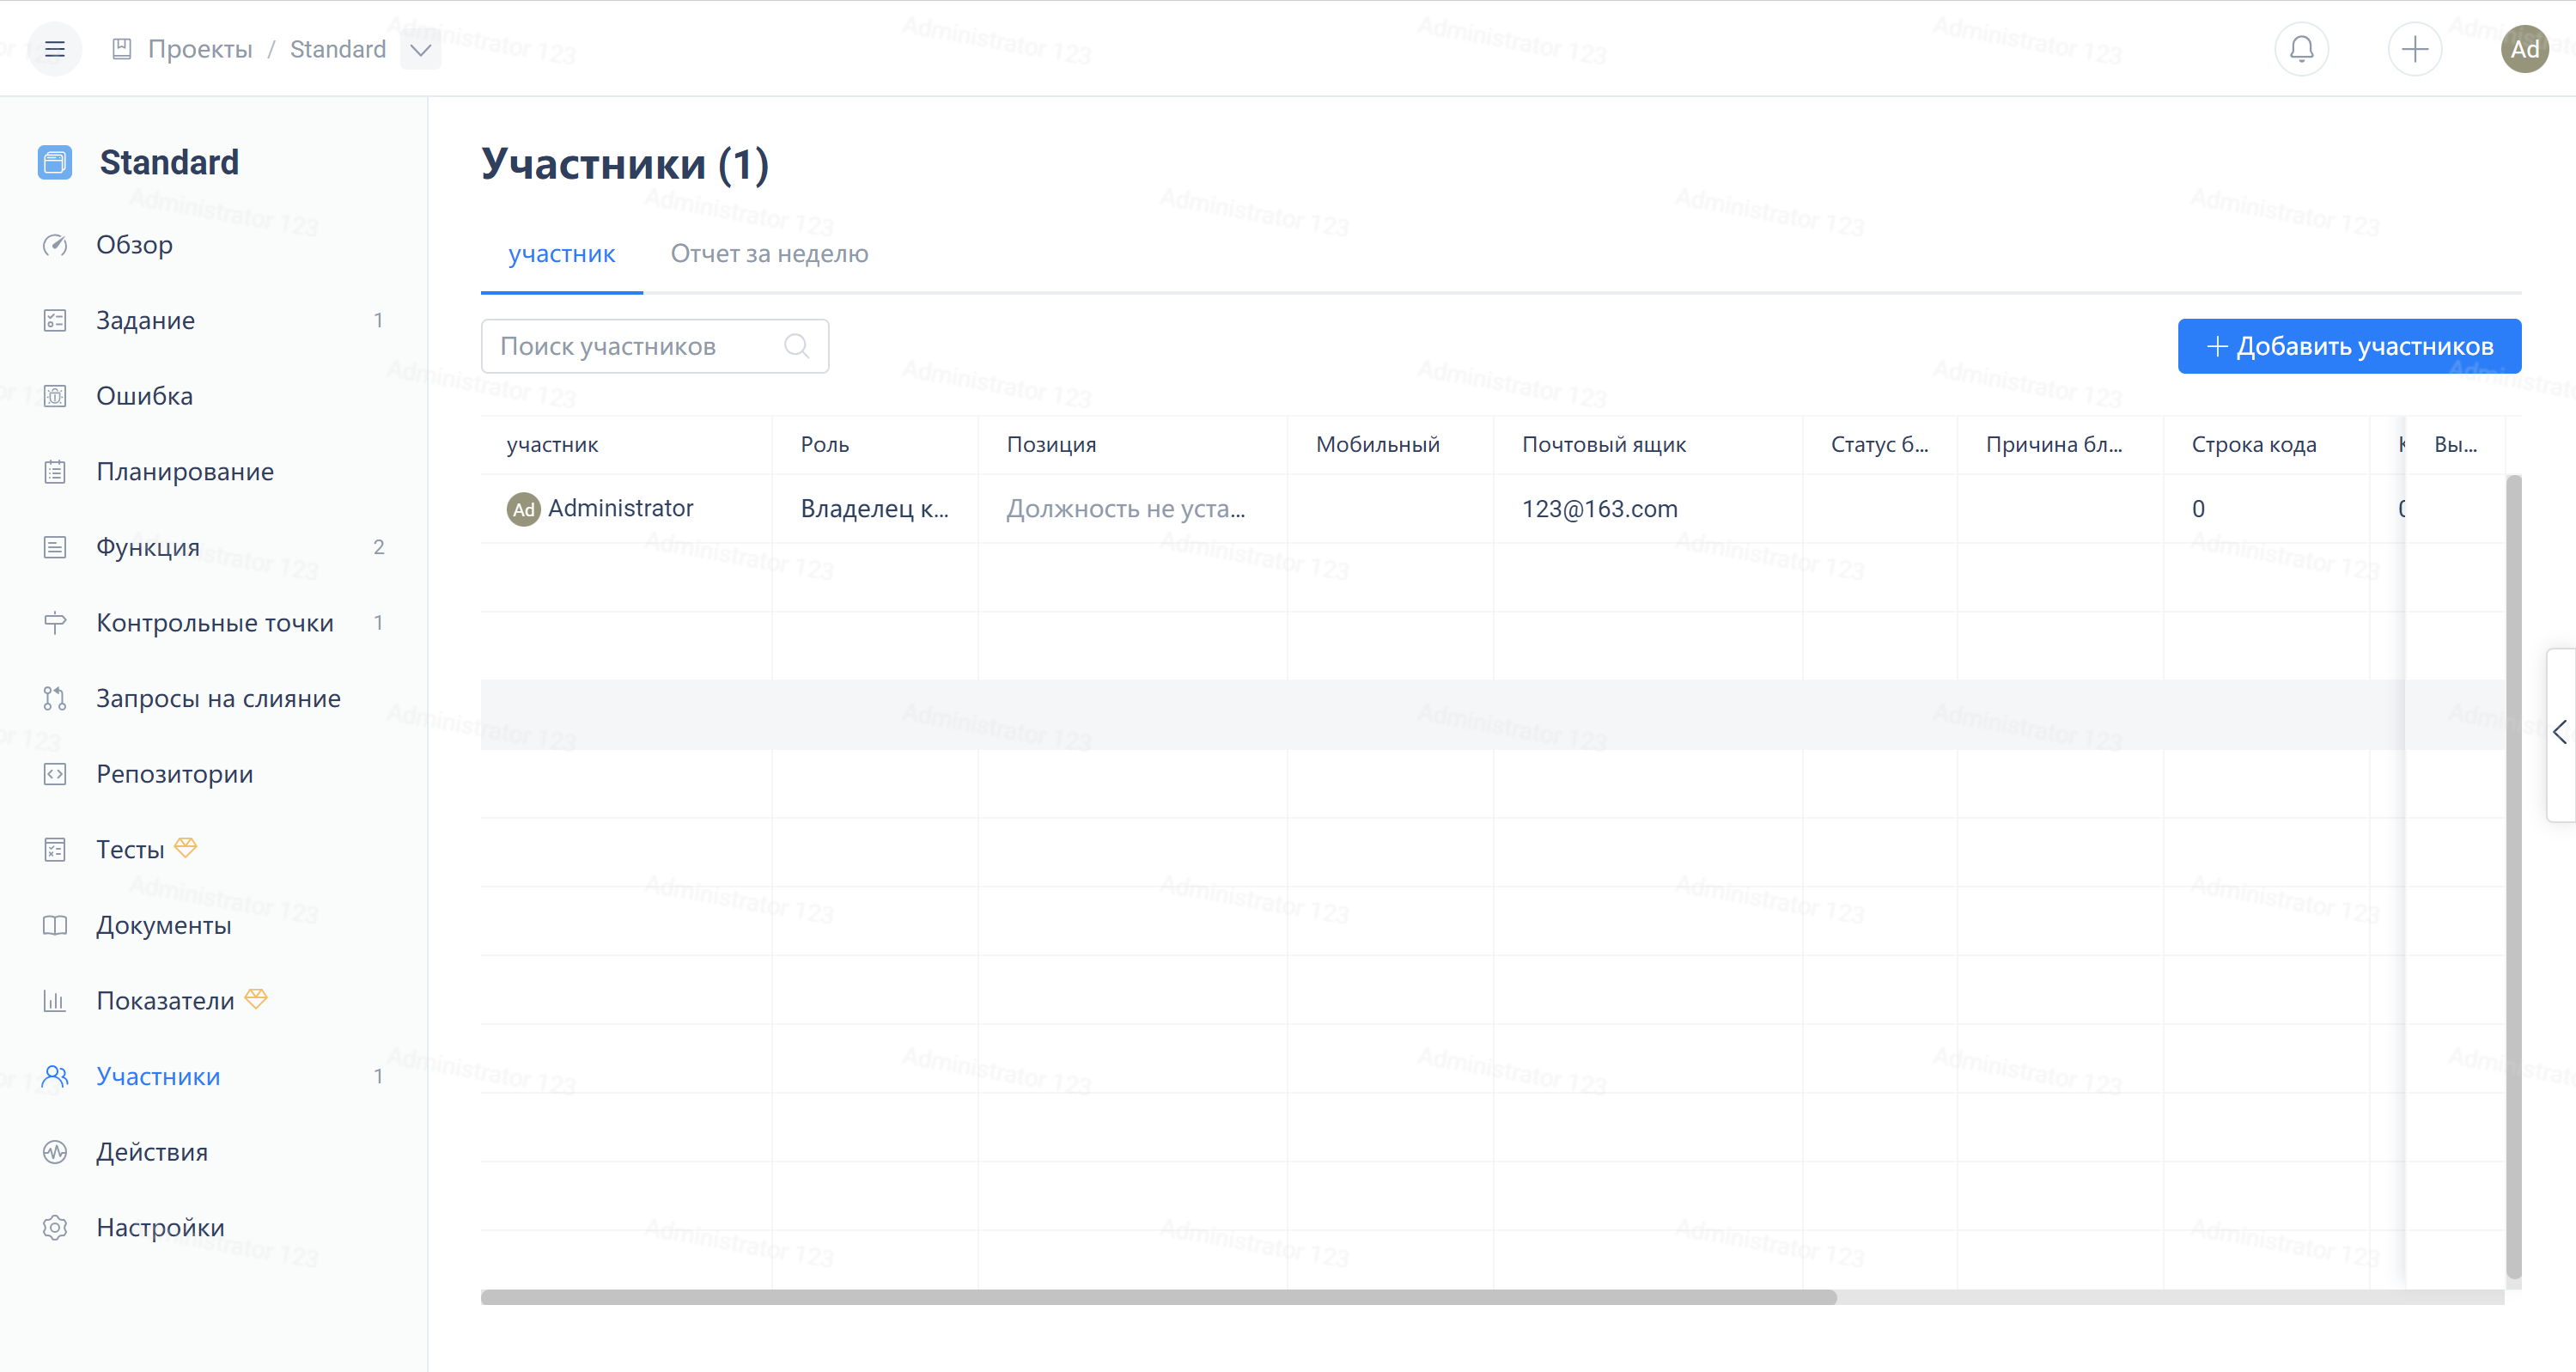 Проекты / Standard
Ad
Standard
Обзор
Задание 1
Ошибка
Планирование
Функция 2
Контрольные точки 1
Запросы на слияние
Репозитории
Тесты
Документы
Показатели
Участники 1
Действия
Настройки
Участники (1)
участник Отчет за неделю
Поиск участников
Добавить участников
участник Роль Позиция Мобильный Почтовый ящик Статус б... Причина бл... Строка кода Вы...
Ad Administrator Владелец к... Должность не уста... 123@163.com 0
Administrator 123